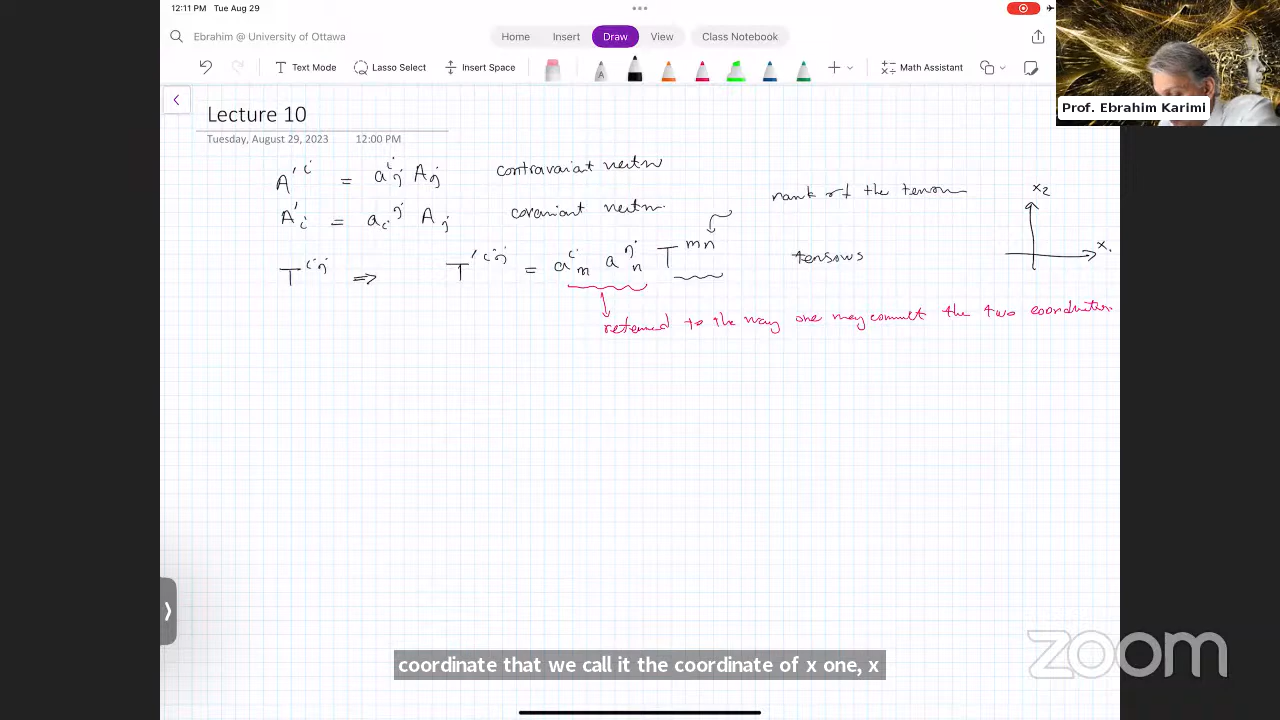 12:11 PM Tue Aug 29
Ebrahim @ University of Ottawa
Home Insert Draw View Class Notebook
Text Mode Lasso Select Insert Space Math Assistant
Prof. Ebrahim Karimi
Lecture 10
Tuesday, August 29, 2023 12:00 PM
A'^i = a^i_j A_j contravariant vector
A'_i = a_i^j A_j covariant vector
rank of the tensor
x2
x1
T^{ij} ⇒ T'^{ij} = a^i_m a^j_n T^{mn} tensors
returned to the way one may connect the two coordinates
coordinate that we call it the coordinate of x one, x
zoom